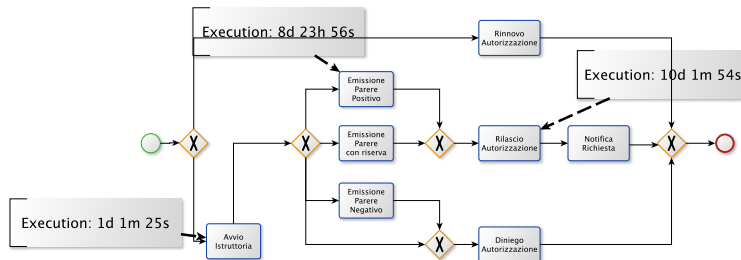 Execution: 8d 23h 56s
Rinnovo
Autorizzazione
Execution: 10d 1m 54s
Emissione
Parere
Positivo
Emissione
Parere
con riserva
Rilascio
Autorizzazione
Notifica
Richiesta
Emissione
Parere
Negativo
Execution: 1d 1m 25s
Avvio
Istruttoria
Diniego
Autorizzazione